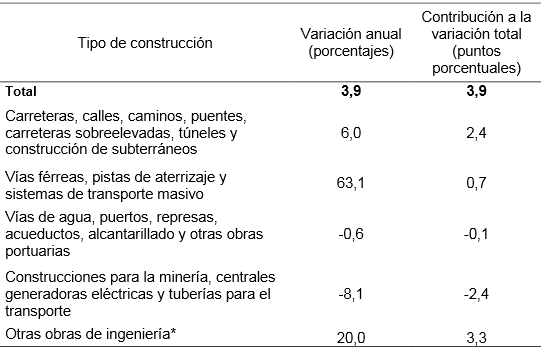 Tipo de construcción
Variación anual
(porcentajes)
Contribución a la
variación total
(puntos
porcentuales)
Total 3,9 3,9
Carreteras, calles, caminos, puentes,
carreteras sobreelevadas, túneles y
construcción de subterráneos
6,0 2,4
Vías férreas, pistas de aterrizaje y
sistemas de transporte masivo
63,1 0,7
Vías de agua, puertos, represas,
acueductos, alcantarillado y otras obras
portuarias
-0,6 -0,1
Construcciones para la minería, centrales
generadoras eléctricas y tuberías para el
transporte
-8,1 -2,4
Otras obras de ingeniería* 20,0 3,3